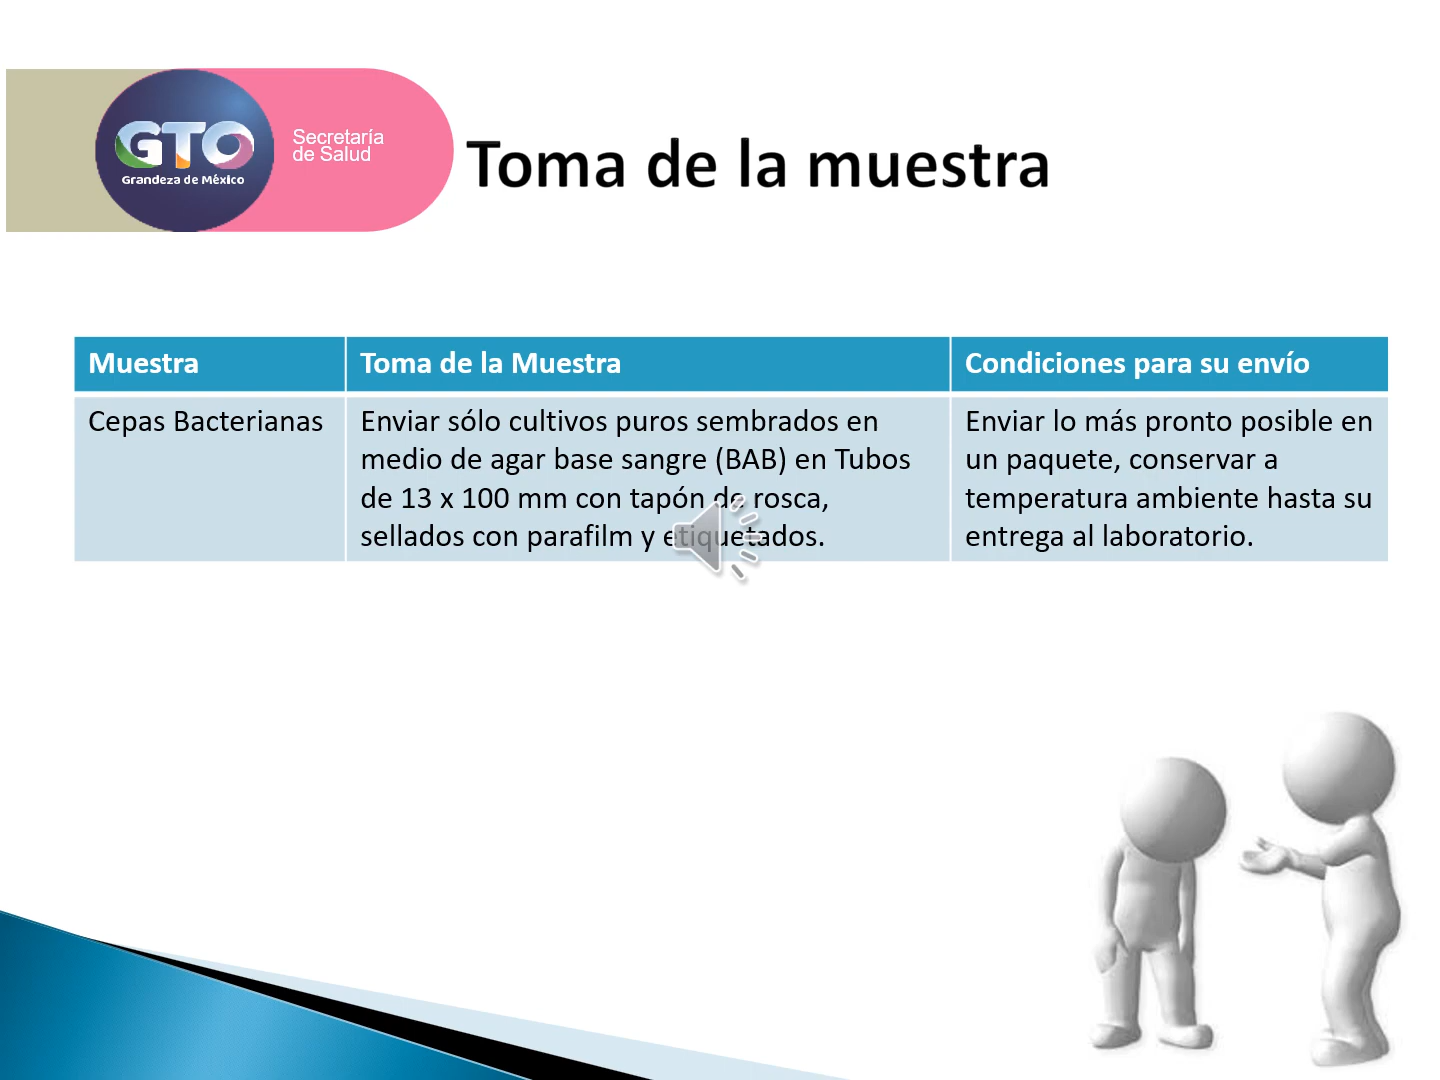 GTO
Grandeza de México
Secretaría
de Salud
Toma de la muestra
Muestra
Toma de la Muestra
Condiciones para su envío
Cepas Bacterianas
Enviar sólo cultivos puros sembrados en
medio de agar base sangre (BAB) en Tubos
de 13 x 100 mm con tapón de rosca,
sellados con parafilm y etiquetados.
Enviar lo más pronto posible en
un paquete, conservar a
temperatura ambiente hasta su
entrega al laboratorio.